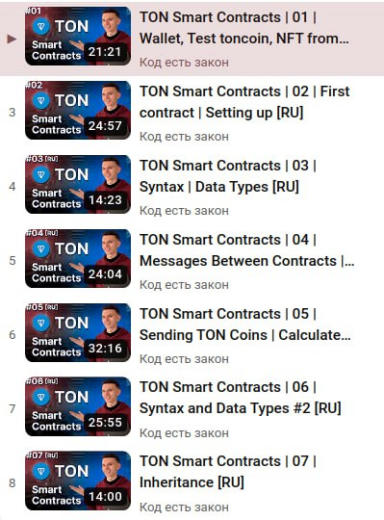 #01
TON
Smart
Contracts
21:21
TON Smart Contracts | 01 |
Wallet, Test toncoin, NFT from...
Код есть закон
3
#02
TON
Smart
Contracts
24:57
TON Smart Contracts | 02 | First
contract | Setting up [RU]
Код есть закон
4
#03 [RU]
TON
Smart
Contracts
14:23
TON Smart Contracts | 03 |
Syntax | Data Types [RU]
Код есть закон
5
#04 [RU]
TON
Smart
Contracts
24:04
TON Smart Contracts | 04 |
Messages Between Contracts |...
Код есть закон
6
#05 [RU]
TON
Smart
Contracts
32:16
TON Smart Contracts | 05 |
Sending TON Coins | Calculate...
Код есть закон
7
#06 [RU]
TON
Smart
Contracts
25:55
TON Smart Contracts | 06 |
Syntax and Data Types #2 [RU]
Код есть закон
8
#07 [RU]
TON
Smart
Contracts
14:00
TON Smart Contracts | 07 |
Inheritance [RU]
Код есть закон